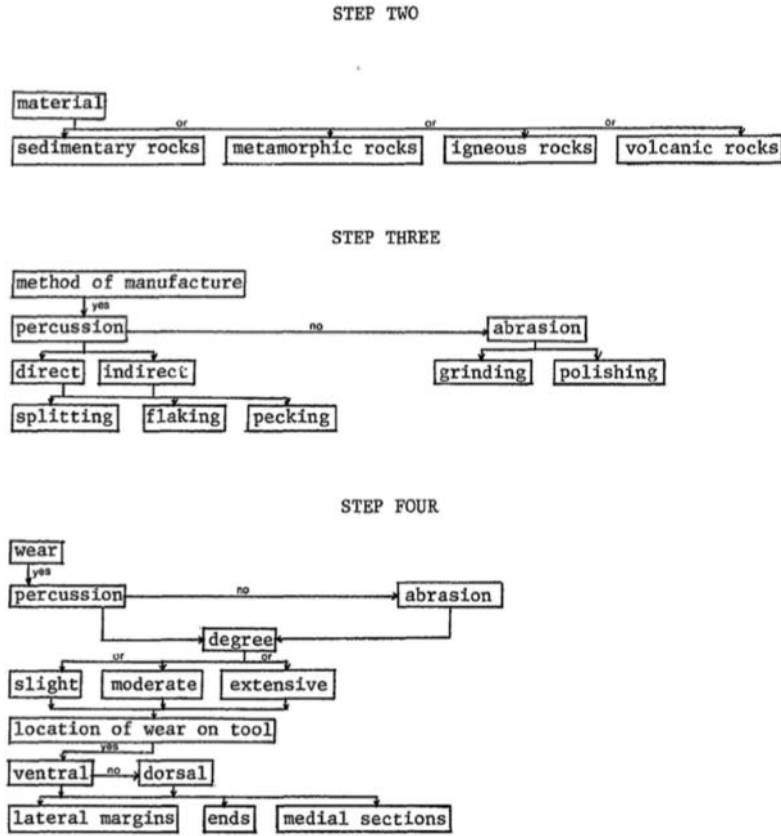 STEP TWO
material
or or or
sedimentary rocks metamorphic rocks igneous rocks volcanic rocks
STEP THREE
method of manufacture
yes
percussion no abrasion
direct indirect grinding polishing
splitting flaking pecking
STEP FOUR
wear
yes
percussion no abrasion
degree
or or
slight moderate extensive
location of wear on tool
yes
ventral no dorsal
lateral margins ends medial sections